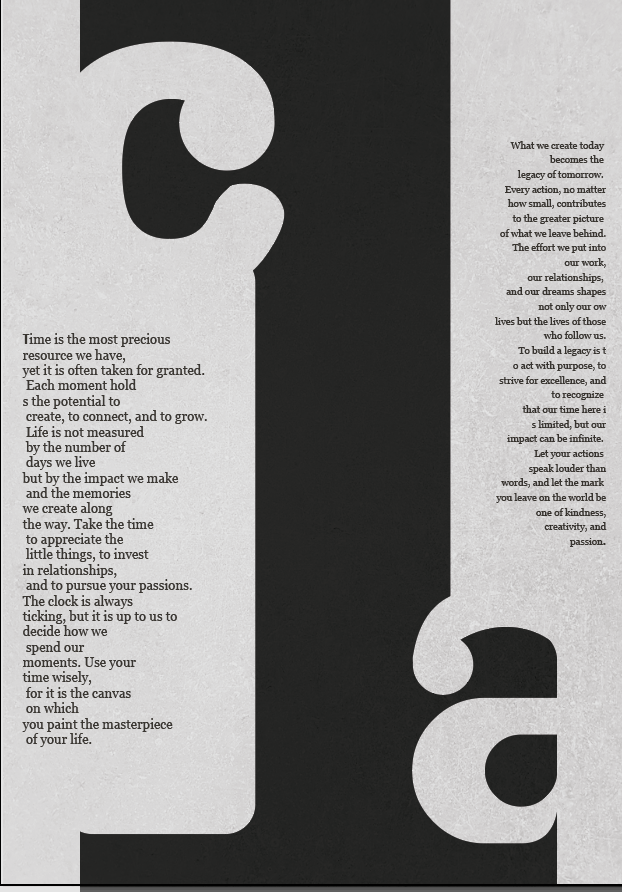 c
Time is the most precious
resource we have,
yet it is often taken for granted.
Each moment hold
s the potential to
create, to connect, and to grow.
Life is not measured
by the number of
days we live
but by the impact we make
and the memories
we create along
the way. Take the time
to appreciate the
little things, to invest
in relationships,
and to pursue your passions.
The clock is always
ticking, but it is up to us to
decide how we
spend our
moments. Use your
time wisely,
for it is the canvas
on which
you paint the masterpiece
of your life.
What we create today
becomes the
legacy of tomorrow.
Every action, no matter
how small, contributes
to the greater picture
of what we leave behind.
The effort we put into
our work,
our relationships,
and our dreams shapes
not only our ow
lives but the lives of those
who follow us.
To build a legacy is t
o act with purpose, to
strive for excellence, and
to recognize
that our time here i
s limited, but our
impact can be infinite.
Let your actions
speak louder than
words, and let the mark
you leave on the world be
one of kindness,
creativity, and
passion.
a